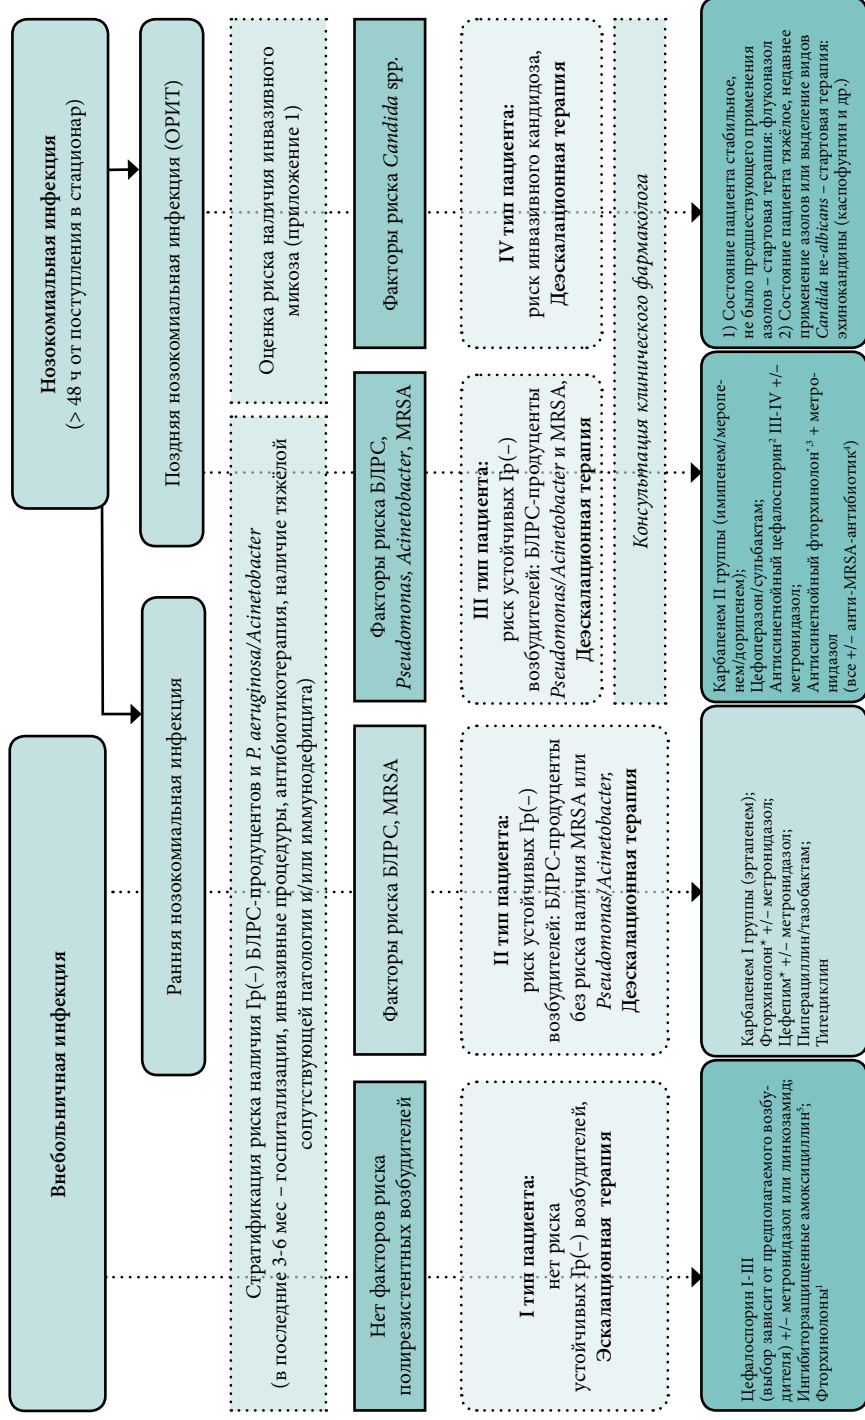 Внебольничная инфекция
Нозокомиальная инфекция
(> 48 ч от поступления в стационар)
Ранняя нозокомиальная инфекция
Поздняя нозокомиальная инфекция (ОРИТ)
Стратификация риска наличия Гр(–) БЛРС-продуцентов и P. aeruginosa/Acinetobacter
(в последние 3-6 мес – госпитализации, инвазивные процедуры, антибиотикотерапия, наличие тяжёлой
сопутствующей патологии и/или иммунодефицита)
Оценка риска наличия инвазивного
микоза (приложение 1)
Нет факторов риска
полирезистентных возбудителей
Факторы риска БЛРС, MRSA
Факторы риска БЛРС,
Pseudomonas, Acinetobacter, MRSA
Факторы риска Candida spp.
I тип пациента:
нет риска
устойчивых Гр(–) возбудителей,
Эскалационная терапия
II тип пациента:
риск устойчивых Гр(–)
возбудителей: БЛРС-продуценты
без риска наличия MRSA или
Pseudomonas/Acinetobacter,
Деэскалационная терапия
III тип пациента:
риск устойчивых Гр(–)
возбудителей: БЛРС-продуценты
Pseudomonas/Acinetobacter и MRSA,
Деэскалационная терапия
IV тип пациента:
риск инвазивного кандидоза,
Деэскалационная терапия
Консультация клинического фармаколога
Цефалоспорин I-III
(выбор зависит от предполагаемого возбу-
дителя) +/– метронидазол или линкозамид;
Ингибиторзащищенные амоксициллин⁵;
Фторхинолоны¹
Карбапенем I группы (эртапенем);
Фторхинолон* +/– метронидазол;
Цефепим* +/– метронидазол;
Пиперациллин/тазобактам;
Тигециклин
Карбапенем II группы (имипенем/меропе-
нем/дорипенем);
Цефоперазон/сульбактам;
Антисинегнойный цефалоспорин² III-IV +/–
метронидазол;
Антисинегнойный фторхинолон*,³ + метро-
нидазол
(все +/– анти-MRSA-антибиотик⁴)
1) Состояние пациента стабильное,
не было предшествующего применения
азолов – стартовая терапия: флуконазол
2) Состояние пациента тяжёлое, недавнее
применение азолов или выделение видов
Candida не-albicans – стартовая терапия:
эхинокандины (каспофунгин и др.)